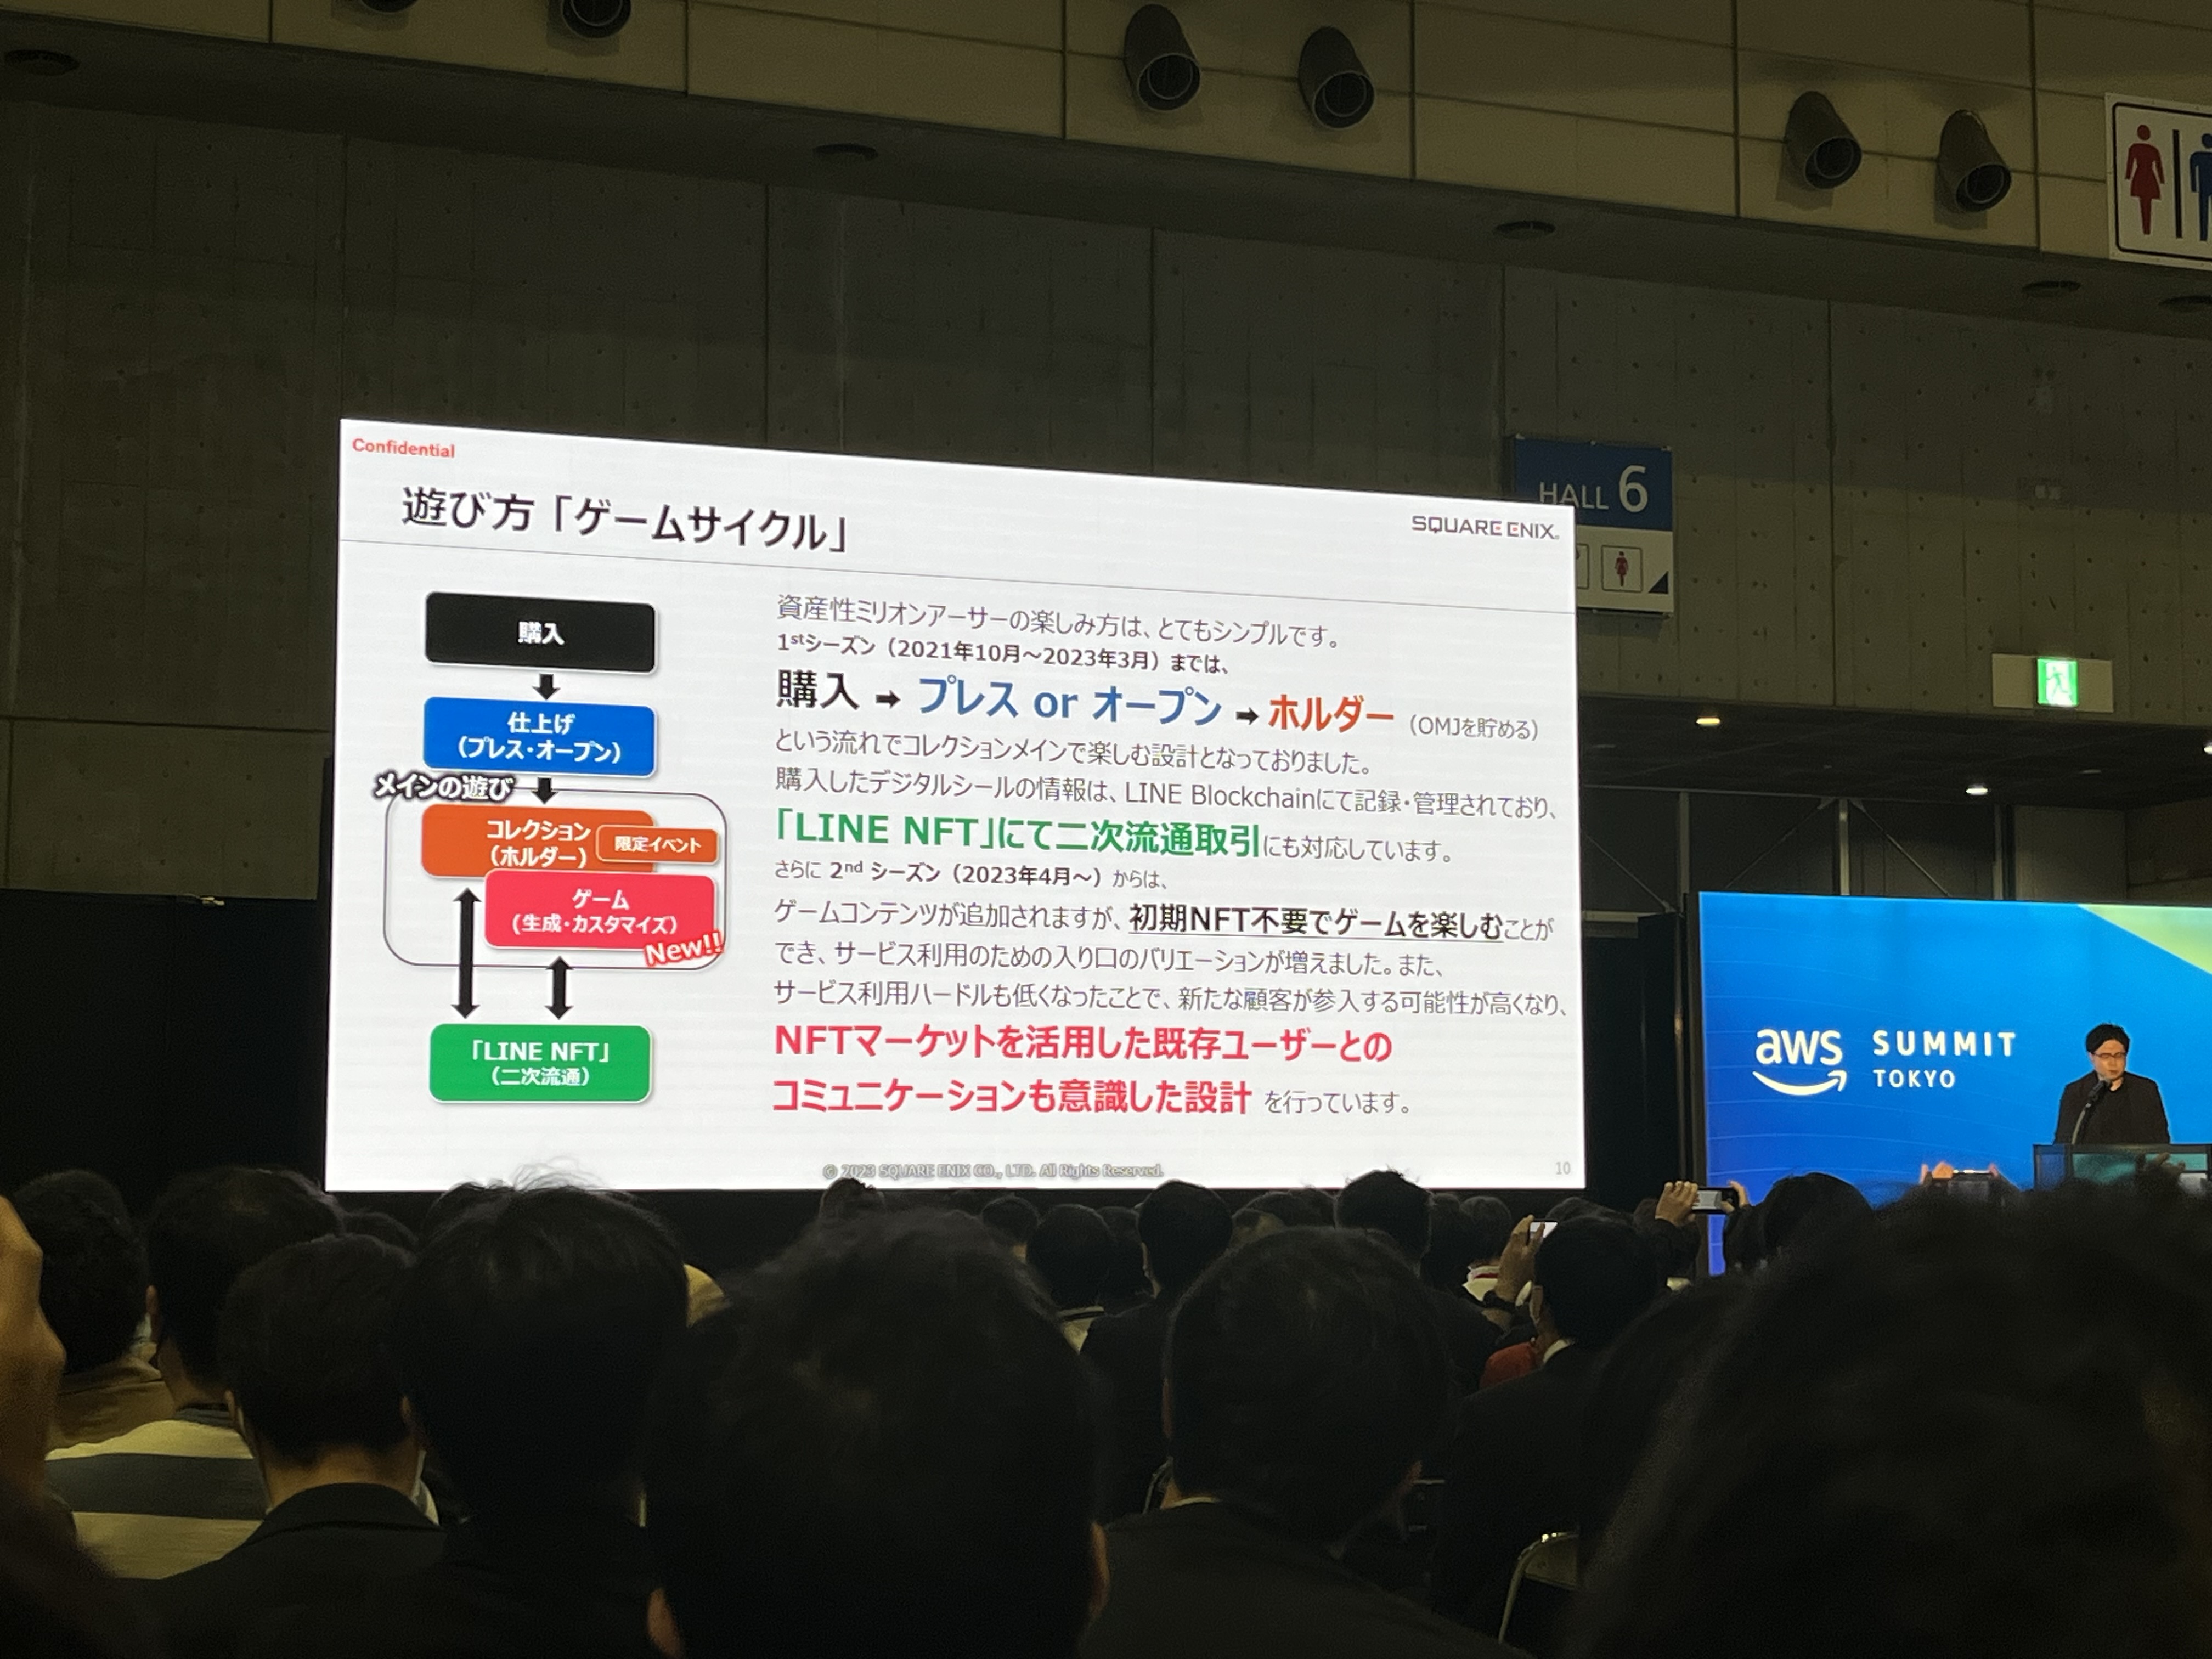 Confidential
遊び方「ゲームサイクル」
SQUARE ENIX.
HALL 6
購入
仕上げ
(プレス・オープン)
メインの遊び
コレクション
(ホルダー)
限定イベント
ゲーム
(生成・カスタマイズ)
New!!
「LINE NFT」
(二次流通)
資産性ミリオンアーサーの楽しみ方は、とてもシンプルです。
1stシーズン（2021年10月～2023年3月）までは、
購入 ➡ プレス or オープン ➡ ホルダー （OMJを貯める）
という流れでコレクションメインで楽しむ設計となっておりました。
購入したデジタルシールの情報は、LINE Blockchainにて記録・管理されており、
「LINE NFT」にて二次流通取引にも対応しています。
さらに 2nd シーズン（2023年4月～）からは、
ゲームコンテンツが追加されますが、初期NFT不要でゲームを楽しむことが
でき、サービス利用のための入り口のバリエーションが増えました。また、
サービス利用ハードルも低くなったことで、新たな顧客が参入する可能性が高くなり、
NFTマーケットを活用した既存ユーザーとの
コミュニケーションも意識した設計 を行っています。
© 2023 SQUARE ENIX CO., LTD. All Rights Reserved.
10
aws SUMMIT
TOKYO